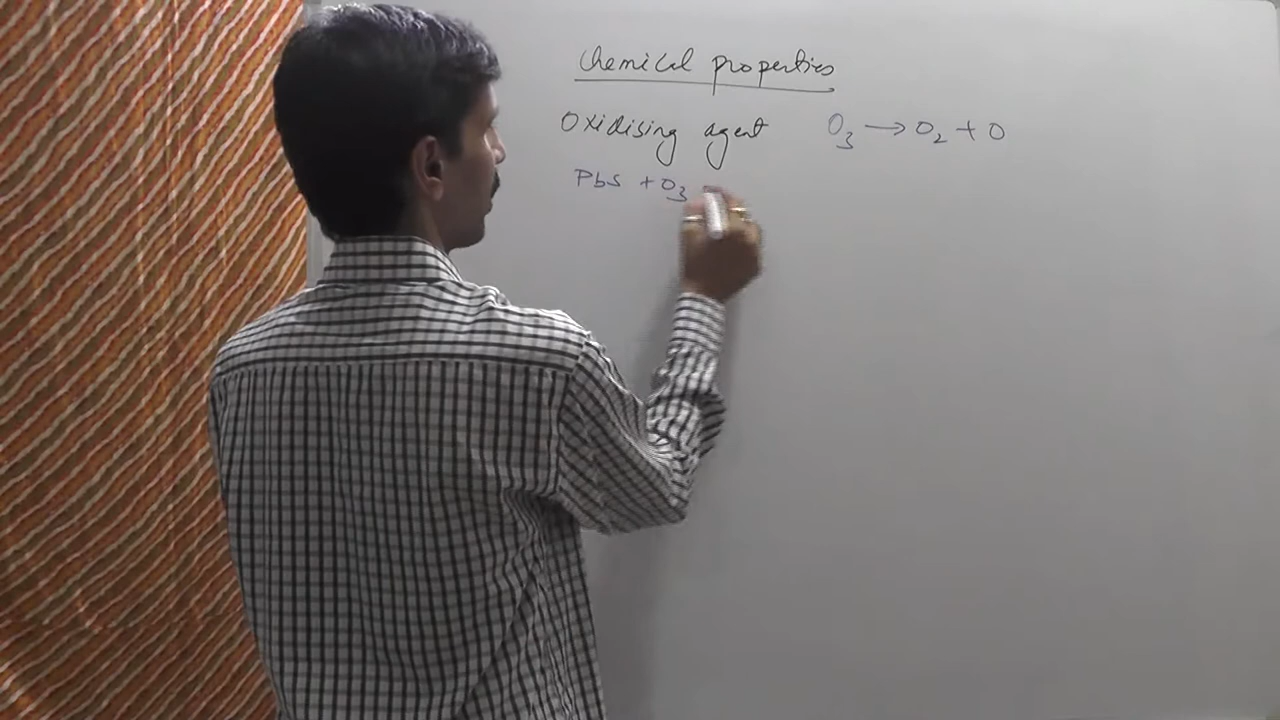 Chemical properties
Oxidising agent O₃ → O₂ + O
PbS + O₃